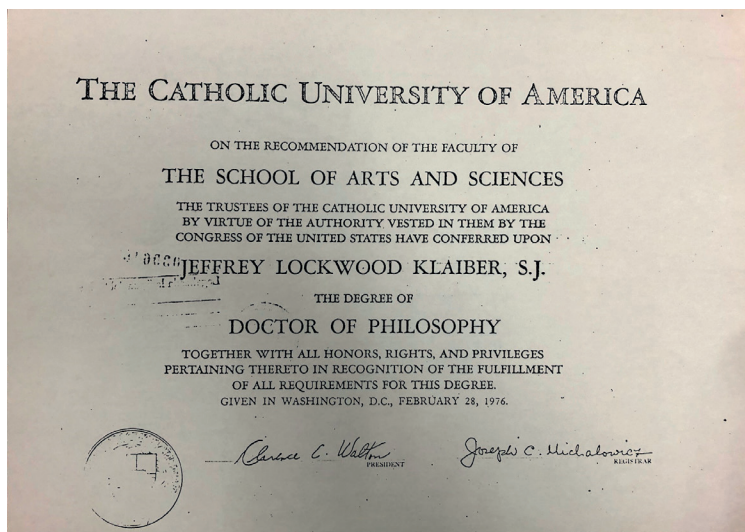 THE CATHOLIC UNIVERSITY OF AMERICA
ON THE RECOMMENDATION OF THE FACULTY OF
THE SCHOOL OF ARTS AND SCIENCES
THE TRUSTEES OF THE CATHOLIC UNIVERSITY OF AMERICA
BY VIRTUE OF THE AUTHORITY VESTED IN THEM BY THE
CONGRESS OF THE UNITED STATES HAVE CONFERRED UPON
JEFFREY LOCKWOOD KLAIBER, S.J.
THE DEGREE OF
DOCTOR OF PHILOSOPHY
TOGETHER WITH ALL HONORS, RIGHTS, AND PRIVILEGES
PERTAINING THERETO IN RECOGNITION OF THE FULFILLMENT
OF ALL REQUIREMENTS FOR THIS DEGREE.
GIVEN IN WASHINGTON, D.C., FEBRUARY 28, 1976.
Clarence C. Walton Joseph C. Michalowicz
PRESIDENT REGISTRAR